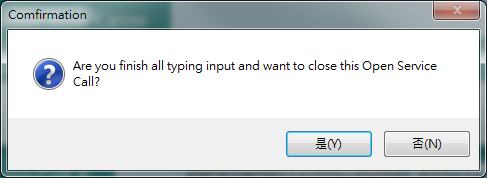 Comfirmation
Are you finish all typing input and want to close this Open Service
Call?
是(Y)
否(N)